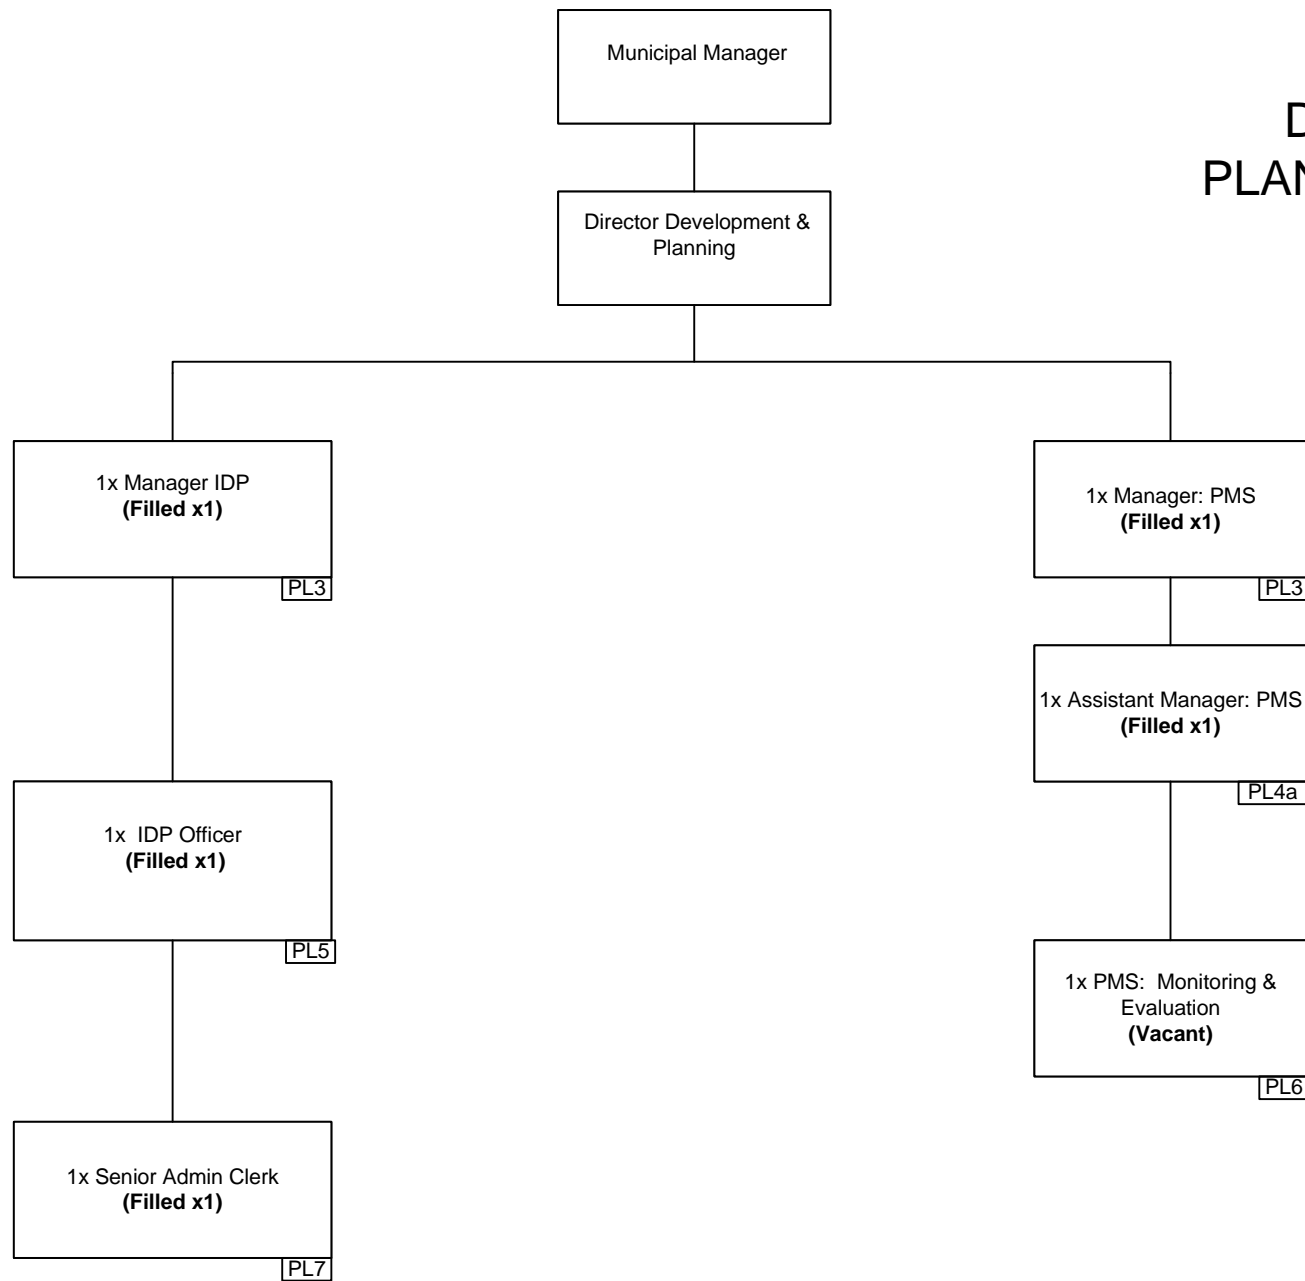 Municipal Manager
D
PLAN
Director Development &
Planning
1x Manager IDP
(Filled x1)
PL3
1x Manager: PMS
(Filled x1)
PL3
1x Assistant Manager: PMS
(Filled x1)
PL4a
1x  IDP Officer
(Filled x1)
PL5
1x PMS:  Monitoring &
Evaluation
(Vacant)
PL6
1x Senior Admin Clerk
(Filled x1)
PL7